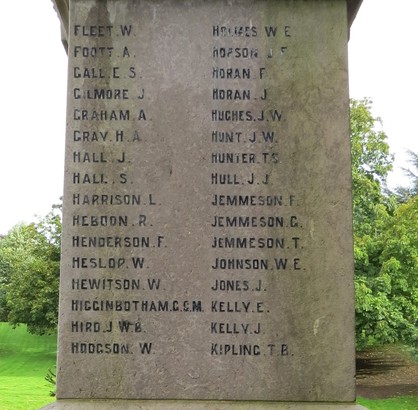 FLEET. W.
FOOTT. A.
GALL. E. S.
GILMORE. J.
GRAHAM. A.
GRAY. H. A.
HALL. J.
HALL. S.
HARRISON. L.
HEBDON. R.
HENDERSON. F.
HESLOP. W.
HEWITSON. W.
HIGGINBOTHAM. G.S.M.
HIRD. J. W. B.
HODGSON. W.
HOLMES. W. E.
HOPSON. J. F.
HORAN. F.
HORAN. J.
HUGHES. J. W.
HUNT. J. W.
HUNTER. T. S.
HULL. J. J.
JEMMESON. F.
JEMMESON. G.
JEMMESON. T.
JOHNSON. W. E.
JONES. J.
KELLY. E.
KELLY. J.
KIPLING. T. B.